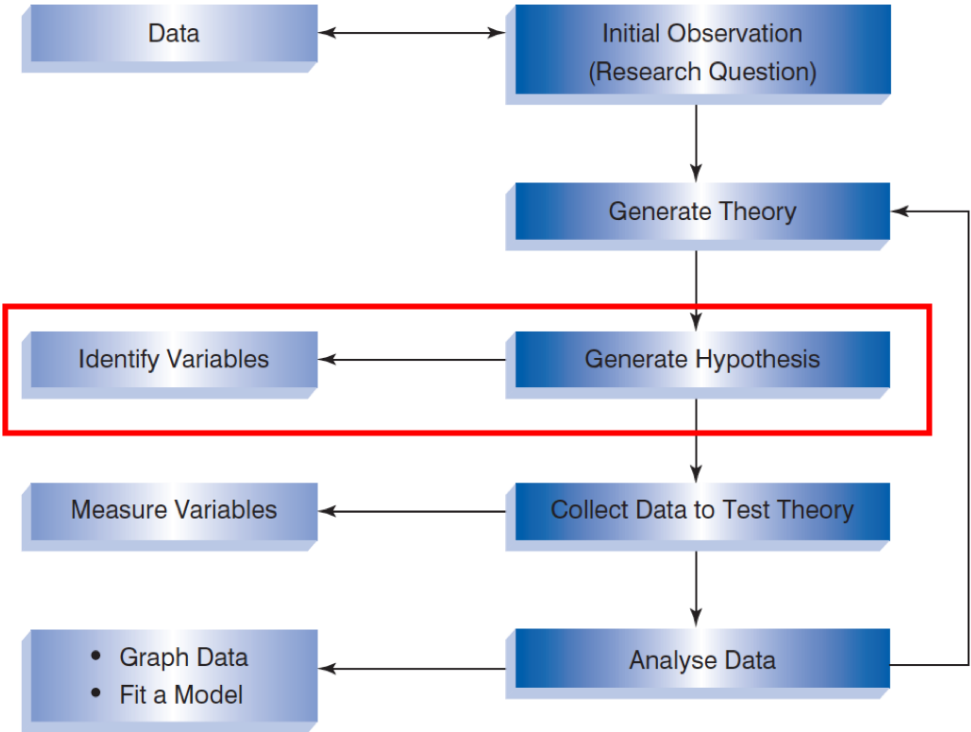 Data
Initial Observation
(Research Question)
Generate Theory
Identify Variables
Generate Hypothesis
Measure Variables
Collect Data to Test Theory
• Graph Data
• Fit a Model
Analyse Data